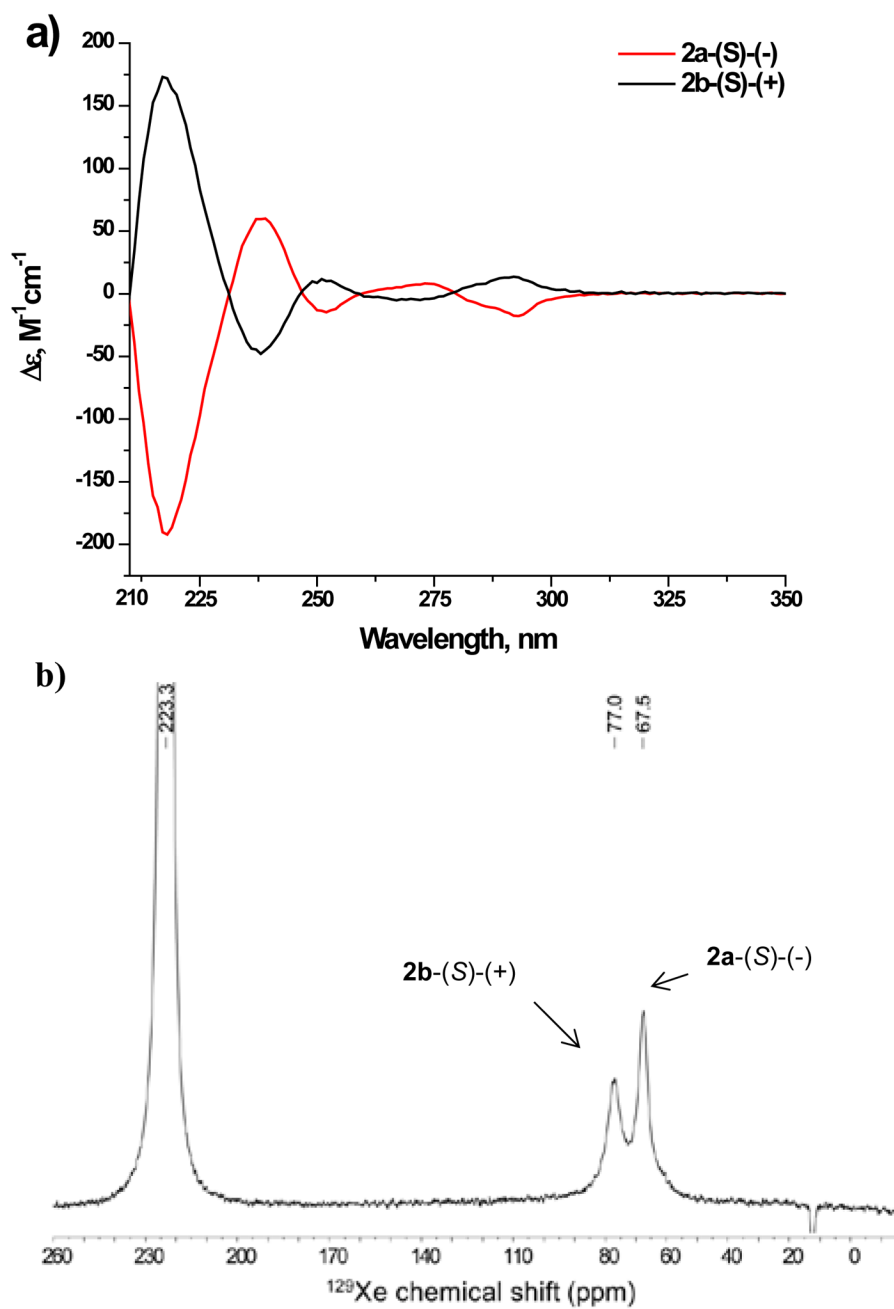 a)
200
150
100
50
0
-50
-100
-150
-200
Δε, M⁻¹cm⁻¹
2a-(S)-(-)
2b-(S)-(+)
210 225 250 275 300 325 350
Wavelength, nm
b)
– 223.3
– 77.0
– 67.5
2b-(S)-(+)
2a-(S)-(-)
260 230 200 170 140 110 80 60 40 20 0
¹²⁹Xe chemical shift (ppm)